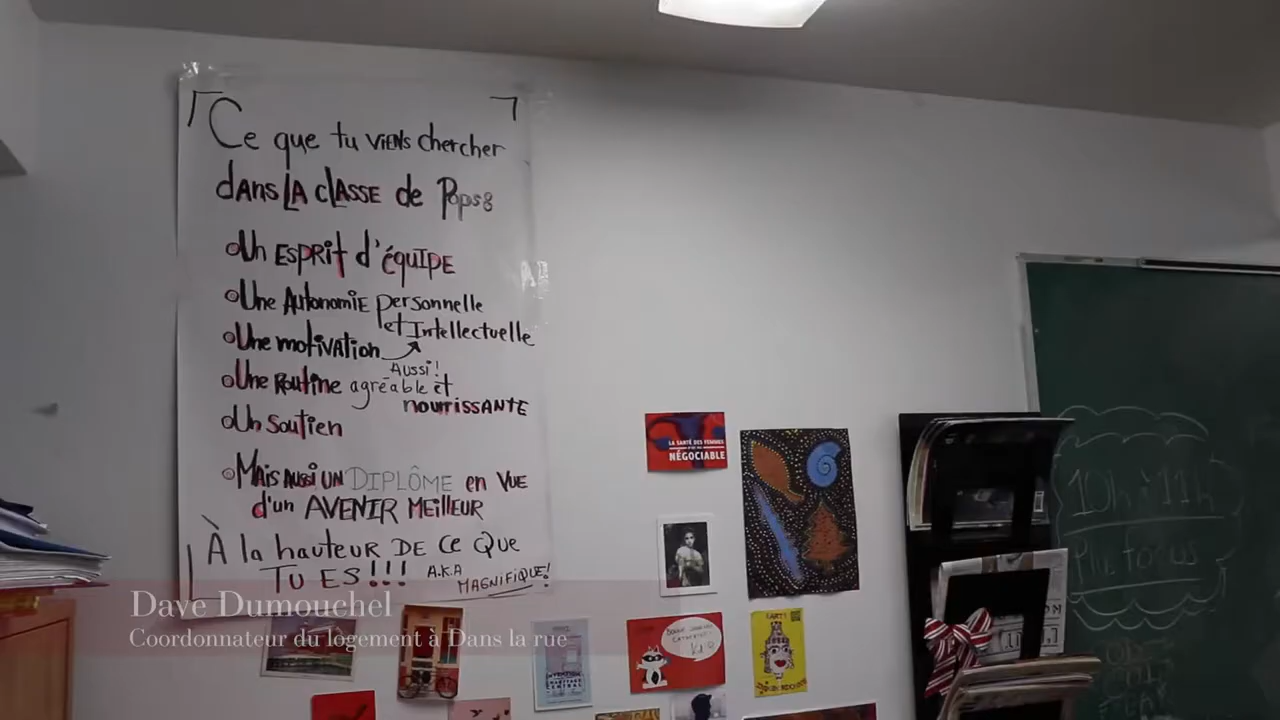 Ce que tu viens chercher
dans la classe de Pops:
Un esprit d'équipe
Une autonomie personnelle
et intellectuelle
Une motivation
Aussi!
Une routine agréable et
nourrissante
Un soutien
Mais aussi un DIPLÔME en vue
d'un AVENIR MEILLEUR
À la hauteur de ce que
TU ES!!! A.K.A
MAGNIFIQUE!
LA SANTÉ DES FEMMES
NÉGOCIABLE
10h à 11h
Plu focus
Dave Dumouchel
Coordonnateur du logement à Dans la rue